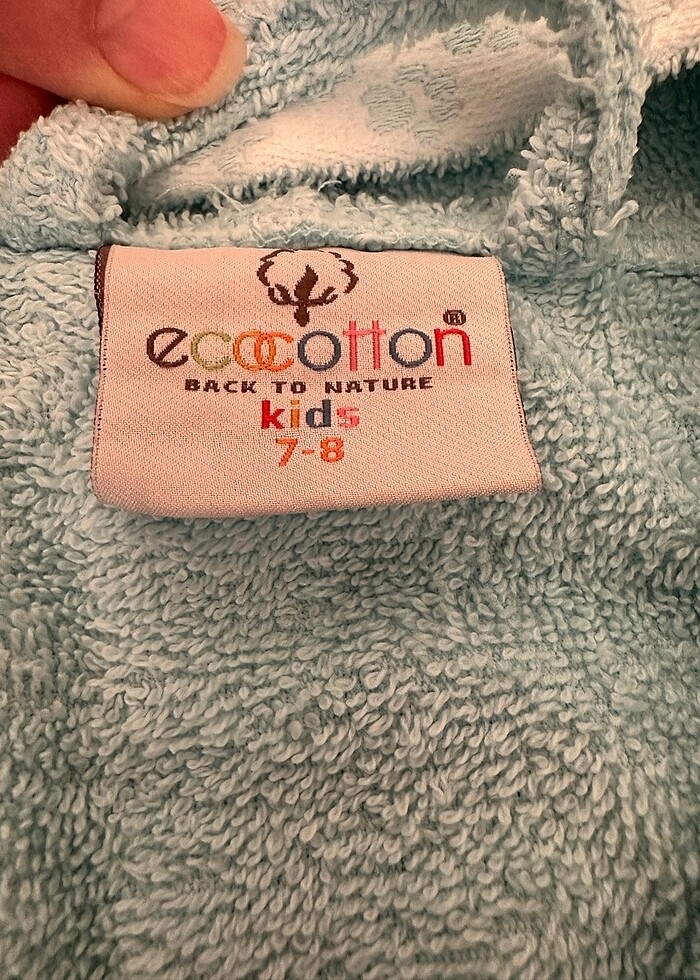 ecocotton®
BACK TO NATURE
kids
7-8